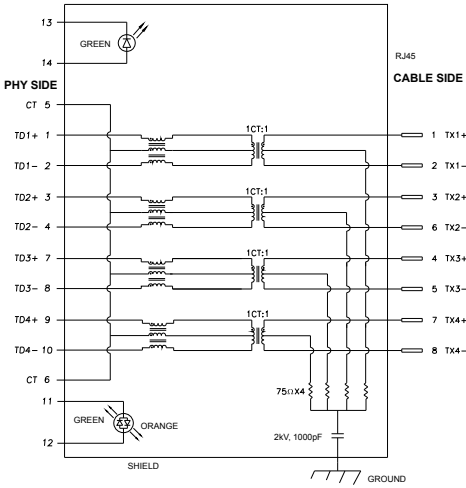 13
GREEN
14
RJ45
PHY SIDE
CABLE SIDE
CT 5
1CT:1
TD1+ 1
1 TX1+
TD1- 2
2 TX1-
1CT:1
TD2+ 3
3 TX2+
TD2- 4
6 TX2-
1CT:1
TD3+ 7
4 TX3+
TD3- 8
5 TX3-
1CT:1
TD4+ 9
7 TX4+
TD4- 10
8 TX4-
CT 6
75ΩX4
11
GREEN
ORANGE
12
2kV, 1000pF
SHIELD
GROUND